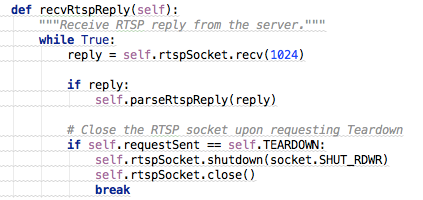 def recvRtspReply(self):
    """Receive RTSP reply from the server."""
    while True:
        reply = self.rtspSocket.recv(1024)

        if reply:
            self.parseRtspReply(reply)

        # Close the RTSP socket upon requesting Teardown
        if self.requestSent == self.TEARDOWN:
            self.rtspSocket.shutdown(socket.SHUT_RDWR)
            self.rtspSocket.close()
            break